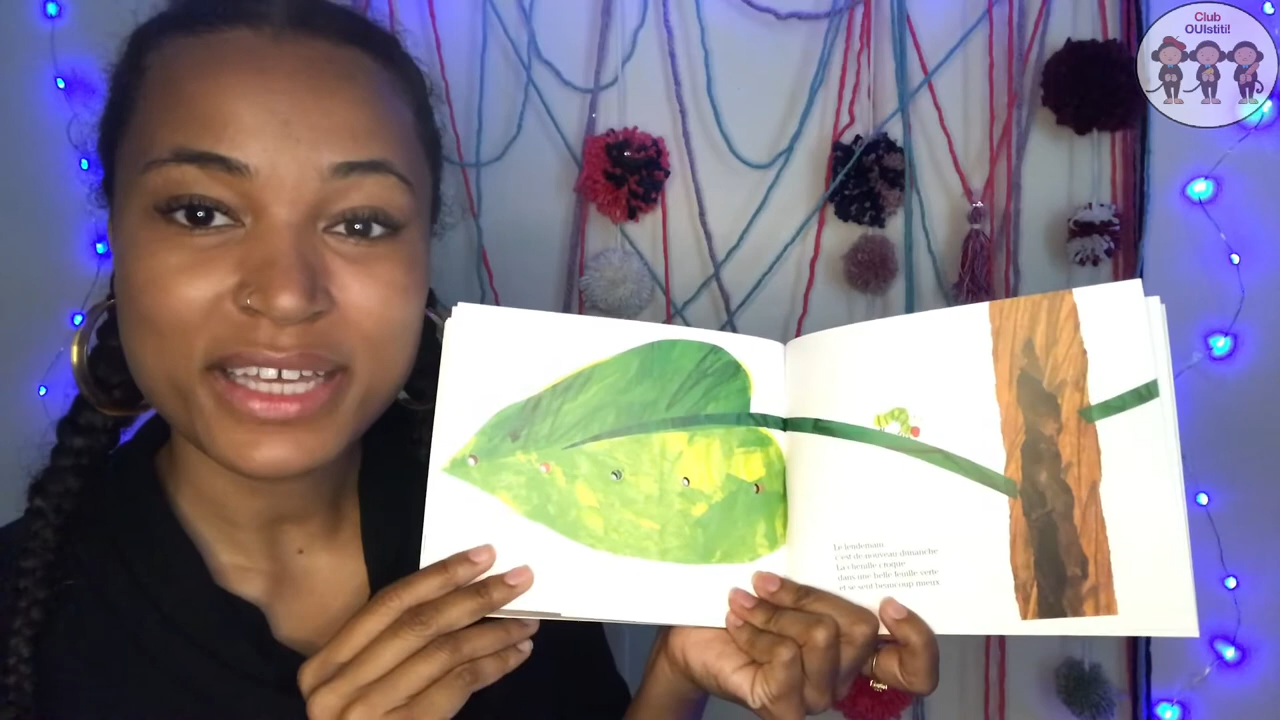 Club
OUIstiti!
Le lendemain,
c'est de nouveau dimanche.
La chenille croque
dans une belle feuille verte
et se sent beaucoup mieux.